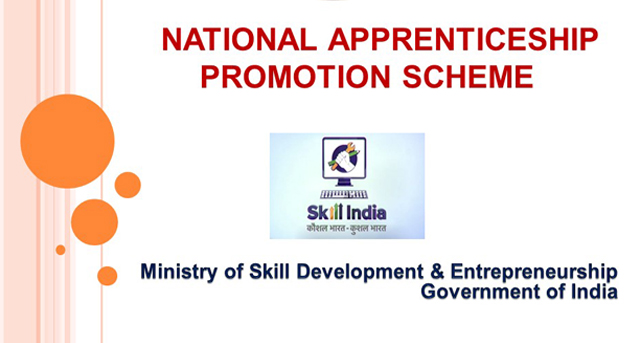 NATIONAL APPRENTICESHIP
PROMOTION SCHEME
Skill India
कौशल भारत-कुशल भारत
Ministry of Skill Development & Entrepreneurship
Government of India